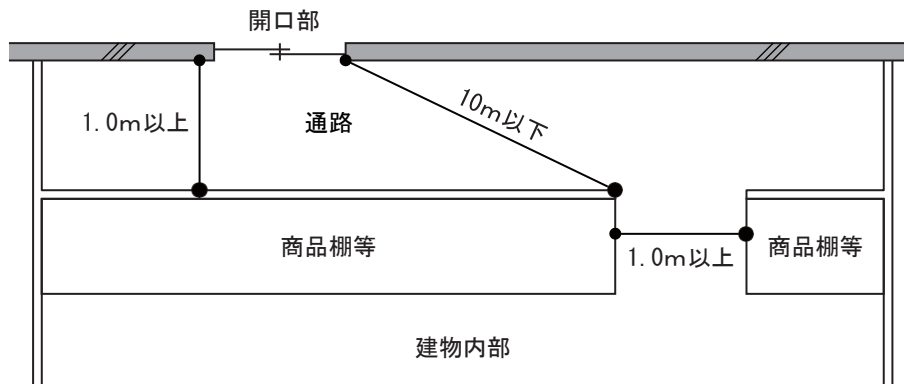 開口部
1.0m以上
通路
10m以下
商品棚等
1.0m以上
商品棚等
建物内部